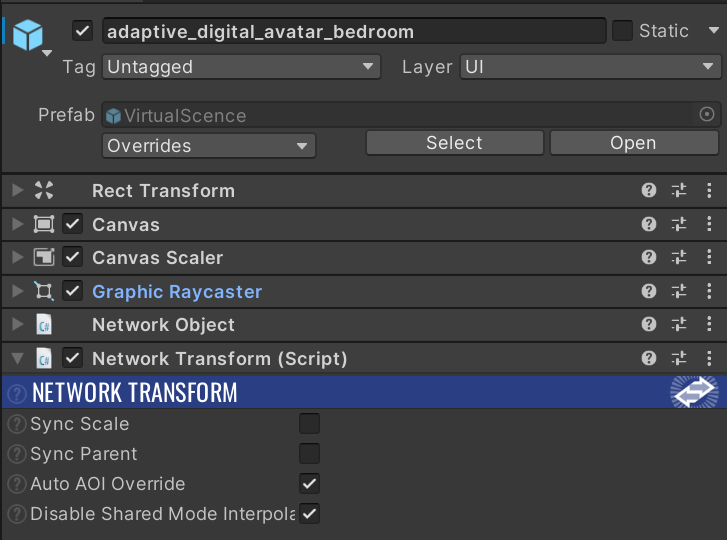 adaptive_digital_avatar_bedroom Static
Tag Untagged Layer UI
Prefab VirtualScence
Overrides Select Open
Rect Transform
Canvas
Canvas Scaler
Graphic Raycaster
C# Network Object
C# Network Transform (Script)
NETWORK TRANSFORM
Sync Scale
Sync Parent
Auto AOI Override
Disable Shared Mode Interpola